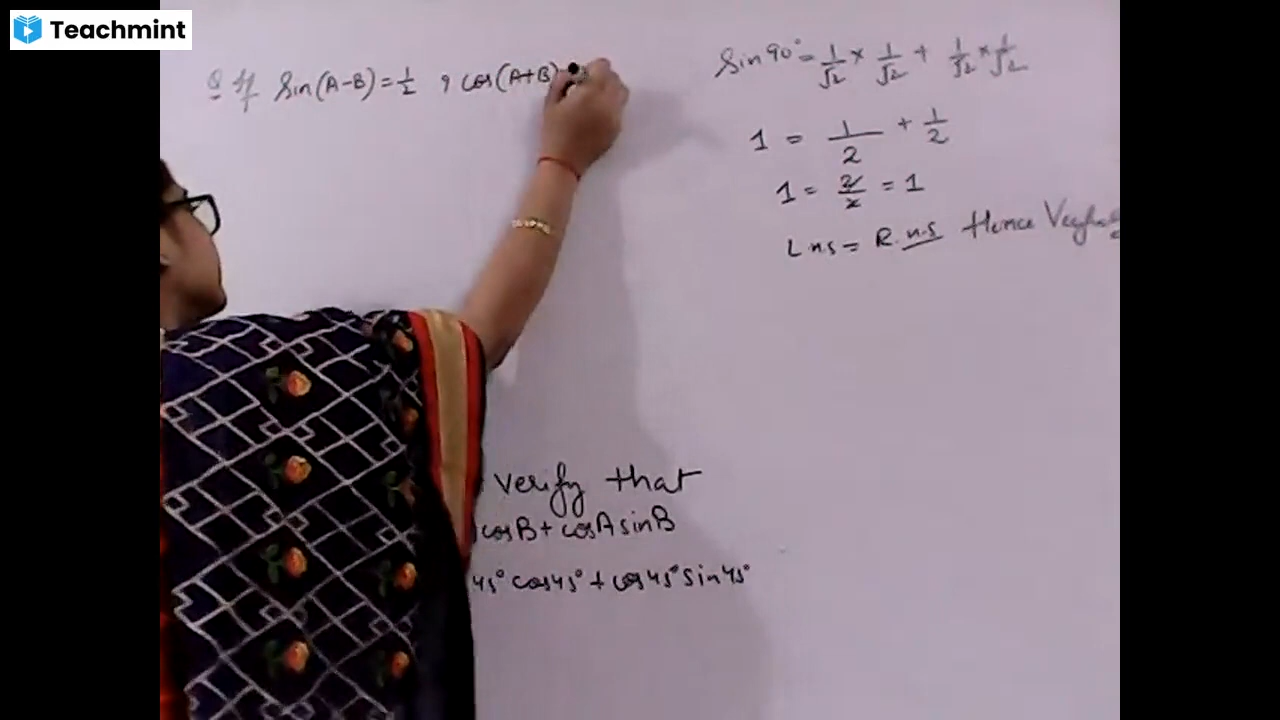 Teachmint
Q If Sin(A-B) = 1/2 , cos(A+B)
Sin 90° = 1/√2 × 1/√2 + 1/√2 × 1/√2
1 = 1/2 + 1/2
1 = 2/2 = 1
L.H.S = R.H.S Hence
verify that
cosB + cosA sinB
45° cos45° + cos45° sin45°